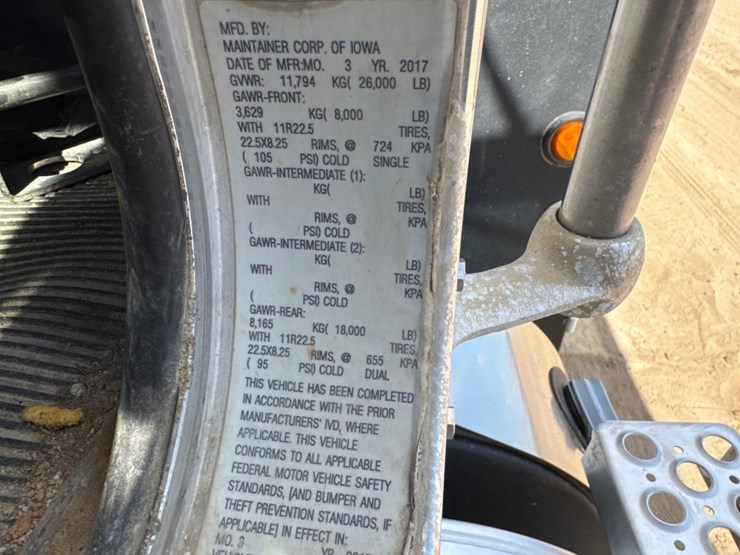 MFD. BY:
MAINTAINER CORP. OF IOWA
DATE OF MFR:MO. 3 YR. 2017
GVWR: 11,794 KG( 26,000 LB)
GAWR-FRONT:
3,629 KG( 8,000 LB)
WITH 11R22.5 TIRES,
22.5X8.25 RIMS, @ 724 KPA
( 105 PSI) COLD SINGLE
GAWR-INTERMEDIATE (1):
KG( LB)
WITH TIRES,
RIMS, @ KPA
( PSI) COLD
GAWR-INTERMEDIATE (2):
KG( LB)
WITH TIRES,
RIMS, @ KPA
( PSI) COLD
GAWR-REAR:
8,165 KG( 18,000 LB)
WITH 11R22.5 TIRES,
22.5X8.25 RIMS, @ 655 KPA
( 95 PSI) COLD DUAL
THIS VEHICLE HAS BEEN COMPLETED
IN ACCORDANCE WITH THE PRIOR
MANUFACTURERS' IVD, WHERE
APPLICABLE. THIS VEHICLE
CONFORMS TO ALL APPLICABLE
FEDERAL MOTOR VEHICLE SAFETY
STANDARDS, [AND BUMPER AND
THEFT PREVENTION STANDARDS, IF
APPLICABLE] IN EFFECT IN:
MO. 3 YR.